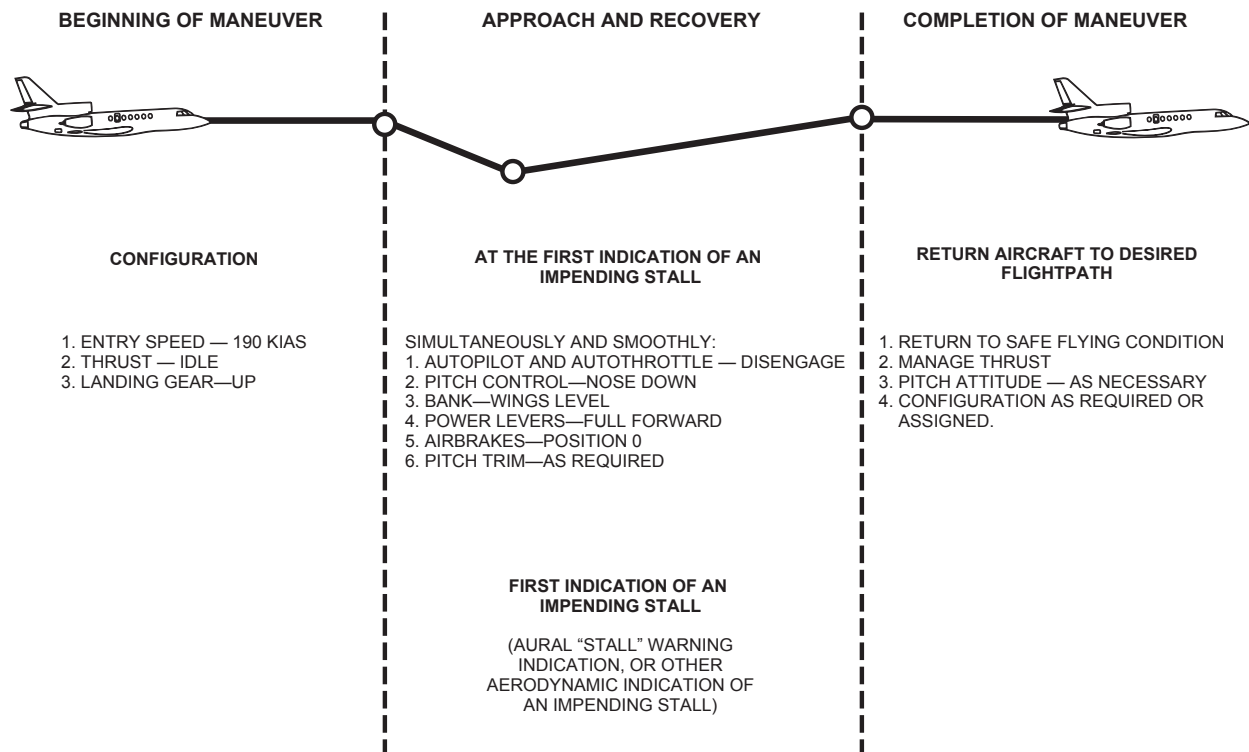 BEGINNING OF MANEUVER
APPROACH AND RECOVERY
COMPLETION OF MANEUVER
CONFIGURATION
1. ENTRY SPEED — 190 KIAS
2. THRUST — IDLE
3. LANDING GEAR—UP
AT THE FIRST INDICATION OF AN
IMPENDING STALL
SIMULTANEOUSLY AND SMOOTHLY:
1. AUTOPILOT AND AUTOTHROTTLE — DISENGAGE
2. PITCH CONTROL—NOSE DOWN
3. BANK—WINGS LEVEL
4. POWER LEVERS—FULL FORWARD
5. AIRBRAKES—POSITION 0
6. PITCH TRIM—AS REQUIRED
FIRST INDICATION OF AN
IMPENDING STALL
(AURAL “STALL” WARNING
INDICATION, OR OTHER
AERODYNAMIC INDICATION OF
AN IMPENDING STALL)
RETURN AIRCRAFT TO DESIRED
FLIGHTPATH
1. RETURN TO SAFE FLYING CONDITION
2. MANAGE THRUST
3. PITCH ATTITUDE — AS NECESSARY
4. CONFIGURATION AS REQUIRED OR
ASSIGNED.